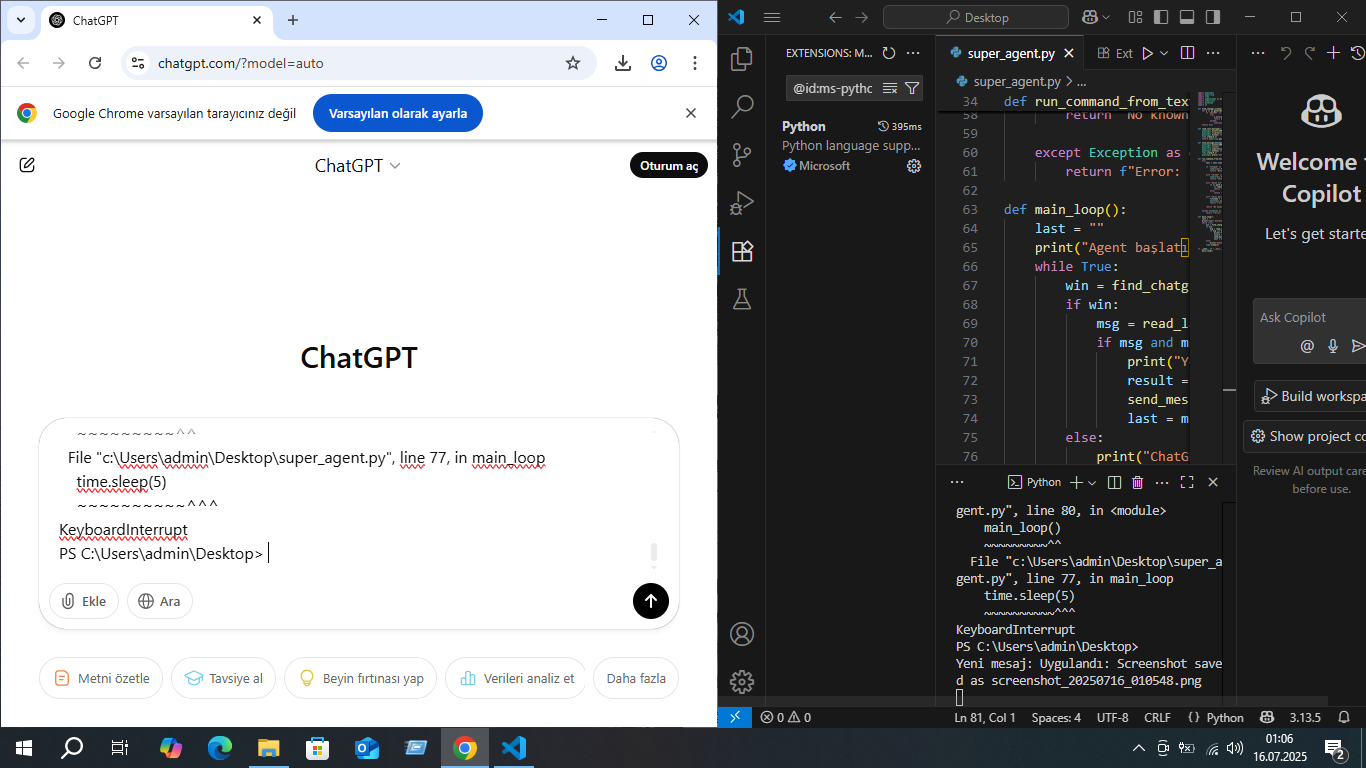 ChatGPT
chatgpt.com/?model=auto
Google Chrome varsayılan tarayıcınız değil
Varsayılan olarak ayarla
ChatGPT
Oturum aç
ChatGPT
~~~~~~~~~^^
File "c:\Users\admin\Desktop\super_agent.py", line 77, in main_loop
time.sleep(5)
~~~~~~~~~~^^^
KeyboardInterrupt
PS C:\Users\admin\Desktop>
Ekle
Ara
Metni özetle
Tavsiye al
Beyin fırtınası yap
Verileri analiz et
Daha fazla
Desktop
EXTENSIONS: M...
@id:ms-pythc
Python
395ms
Python language supp...
Microsoft
super_agent.py
Ext
super_agent.py > ...
34 def run_command_from_tex
58 return "No known
59
60 except Exception as
61 return f"Error:
62
63 def main_loop():
64 last = ""
65 print("Agent başlatı
66 while True:
67 win = find_chatg
68 if win:
69 msg = read_l
70 if msg and m
71 print("Y
72 result =
73 send_mes
74 last = m
75 else:
76 print("ChatG
Python
gent.py", line 80, in <module>
main_loop()
~~~~~~~~~^^
File "c:\Users\admin\Desktop\super_a
gent.py", line 77, in main_loop
time.sleep(5)
~~~~~~~~~~^^^
KeyboardInterrupt
PS C:\Users\admin\Desktop>
Yeni mesaj: Uygulandı: Screenshot save
d as screenshot_20250716_010548.png
Welcome
Copilot
Let's get starte
Ask Copilot
Build workspa
Show project co
Review AI output care
before use.
0 0
Ln 81, Col 1
Spaces: 4
UTF-8
CRLF
{ } Python
3.13.5
01:06
16.07.2025
2